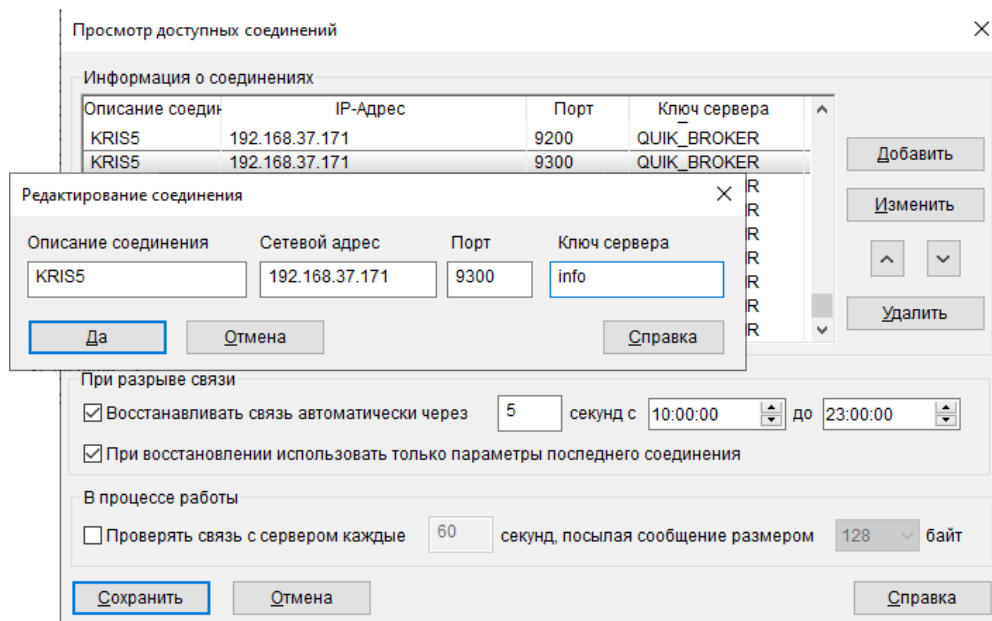 Просмотр доступных соединений
Информация о соединениях
Описание соедин IP-Адрес Порт Ключ сервера
KRIS5 192.168.37.171 9200 QUIK_BROKER
KRIS5 192.168.37.171 9300 QUIK_BROKER
Добавить
Изменить
Удалить
Редактирование соединения
Описание соединения Сетевой адрес Порт Ключ сервера
KRIS5 192.168.37.171 9300 info
Да Отмена Справка
R
R
R
R
R
R
R
При разрыве связи
Восстанавливать связь автоматически через 5 секунд с 10:00:00 до 23:00:00
При восстановлении использовать только параметры последнего соединения
В процессе работы
Проверять связь с сервером каждые 60 секунд, посылая сообщение размером 128 байт
Сохранить Отмена Справка